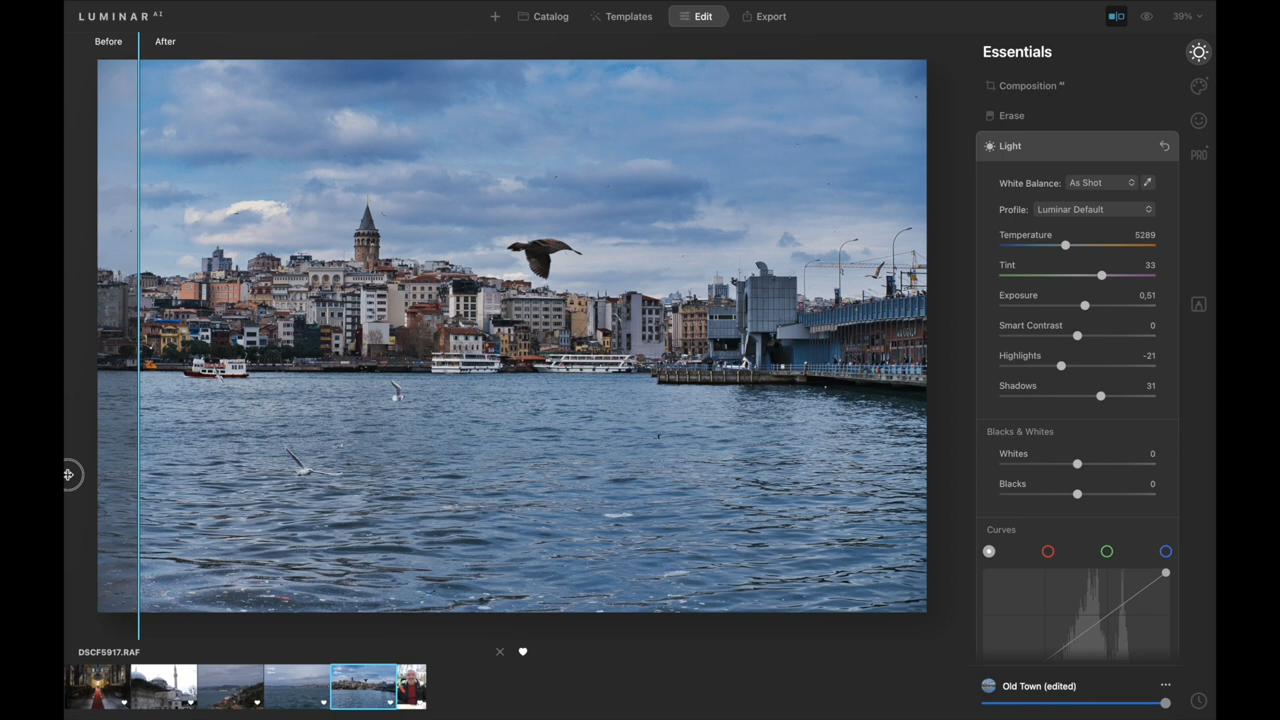 LUMINAR AI
+ Catalog Templates Edit Export 39%
Before After
Essentials
Composition AI
Erase
Light
White Balance: As Shot
Profile: Luminar Default
Temperature 5289
Tint 33
Exposure 0,51
Smart Contrast 0
Highlights -21
Shadows 31
Blacks & Whites
Whites 0
Blacks 0
Curves
PRO
DSCF5917.RAF
Old Town (edited)